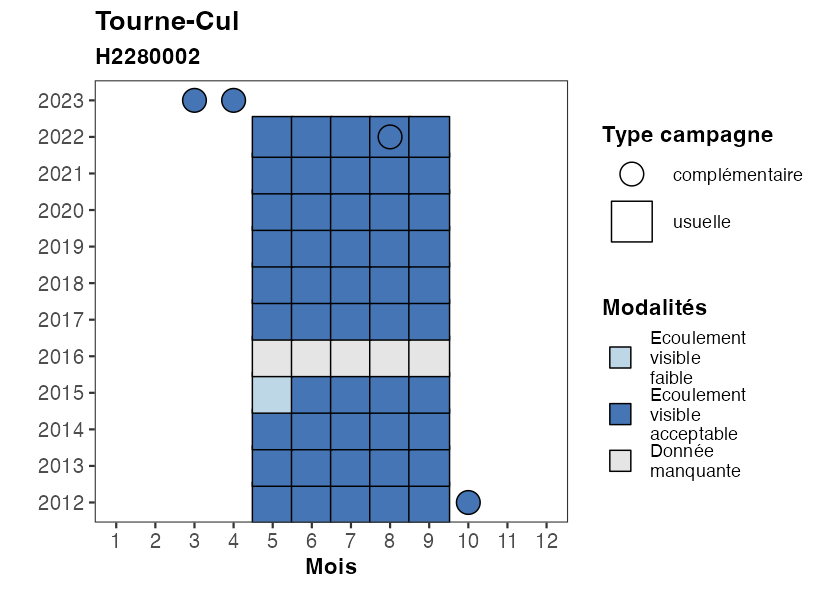 Tourne-Cul
H2280002
2023
2022
2021
2020
2019
2018
2017
2016
2015
2014
2013
2012
1 2 3 4 5 6 7 8 9 10 11 12
Mois
Type campagne
complémentaire
usuelle
Modalités
Ecoulement
visible
faible
Ecoulement
visible
acceptable
Donnée
manquante